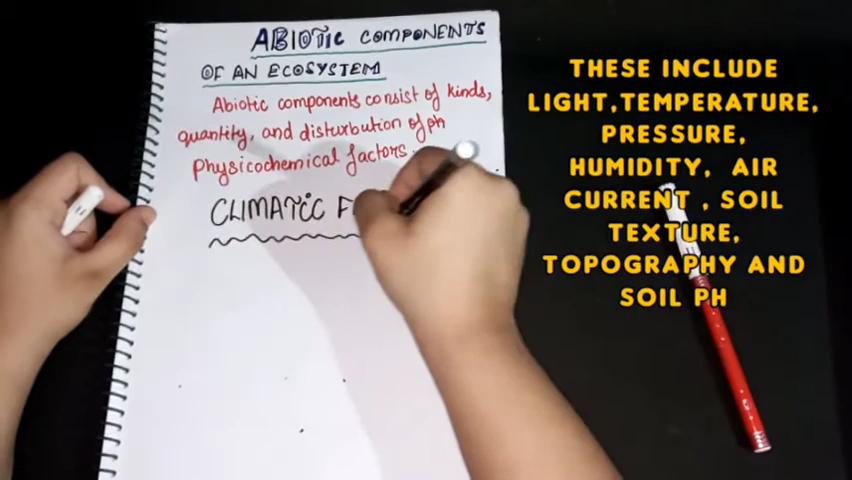 ABIOTIC COMPONENTS
OF AN ECOSYSTEM
Abiotic components consist of kinds,
quantity, and disturbution of ph
Physicochemical factors.
CLIMATIC F
THESE INCLUDE
LIGHT,TEMPERATURE,
PRESSURE,
HUMIDITY, AIR
CURRENT , SOIL
TEXTURE,
TOPOGRAPHY AND
SOIL PH